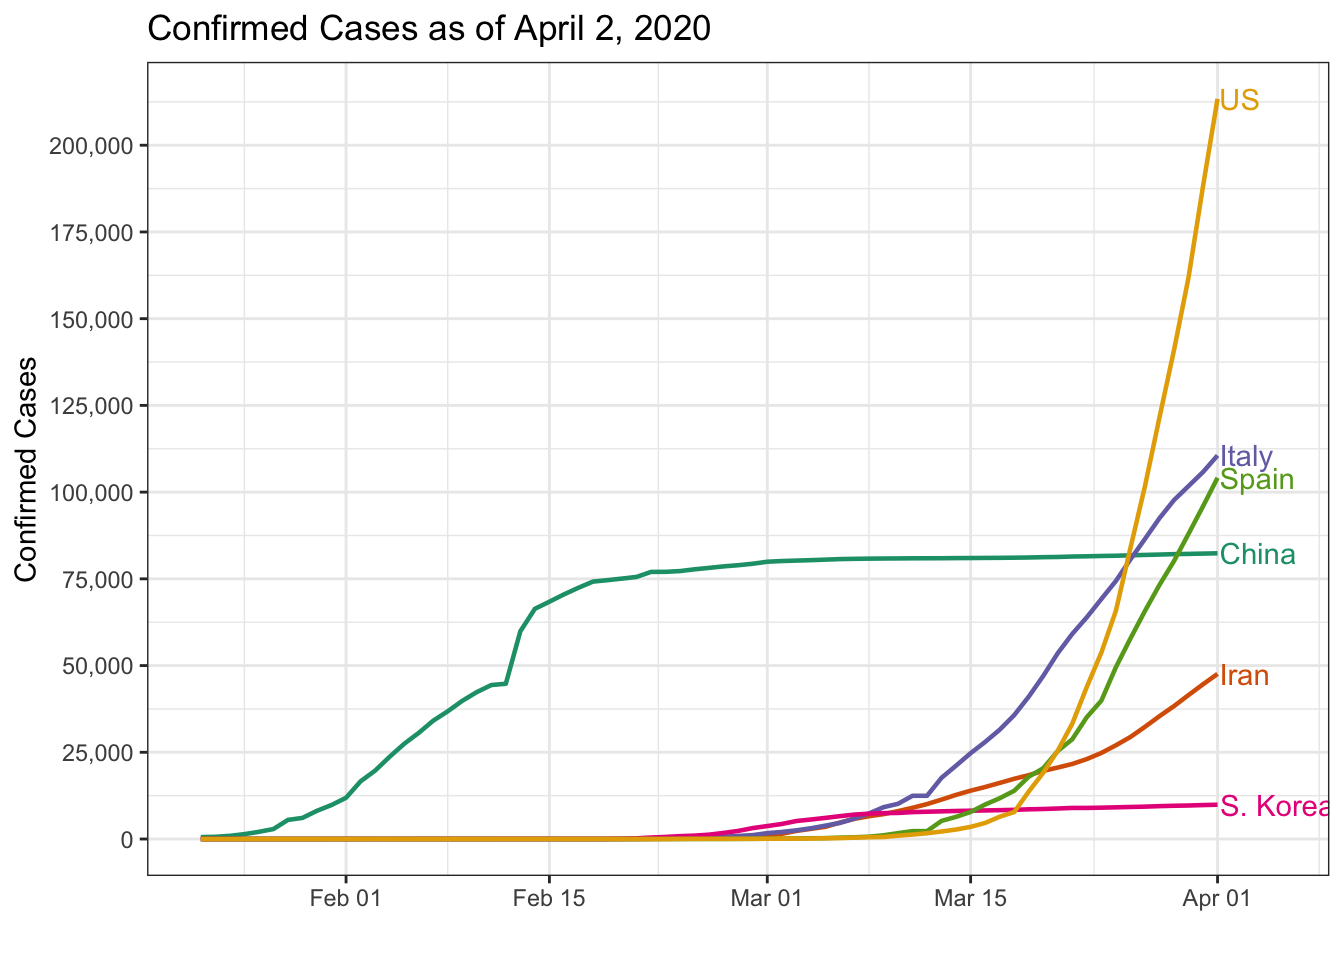 Confirmed Cases as of April 2, 2020
Confirmed Cases
200,000
175,000
150,000
125,000
100,000
75,000
50,000
25,000
0
US
Italy
Spain
China
Iran
S. Korea
Feb 01 Feb 15 Mar 01 Mar 15 Apr 01